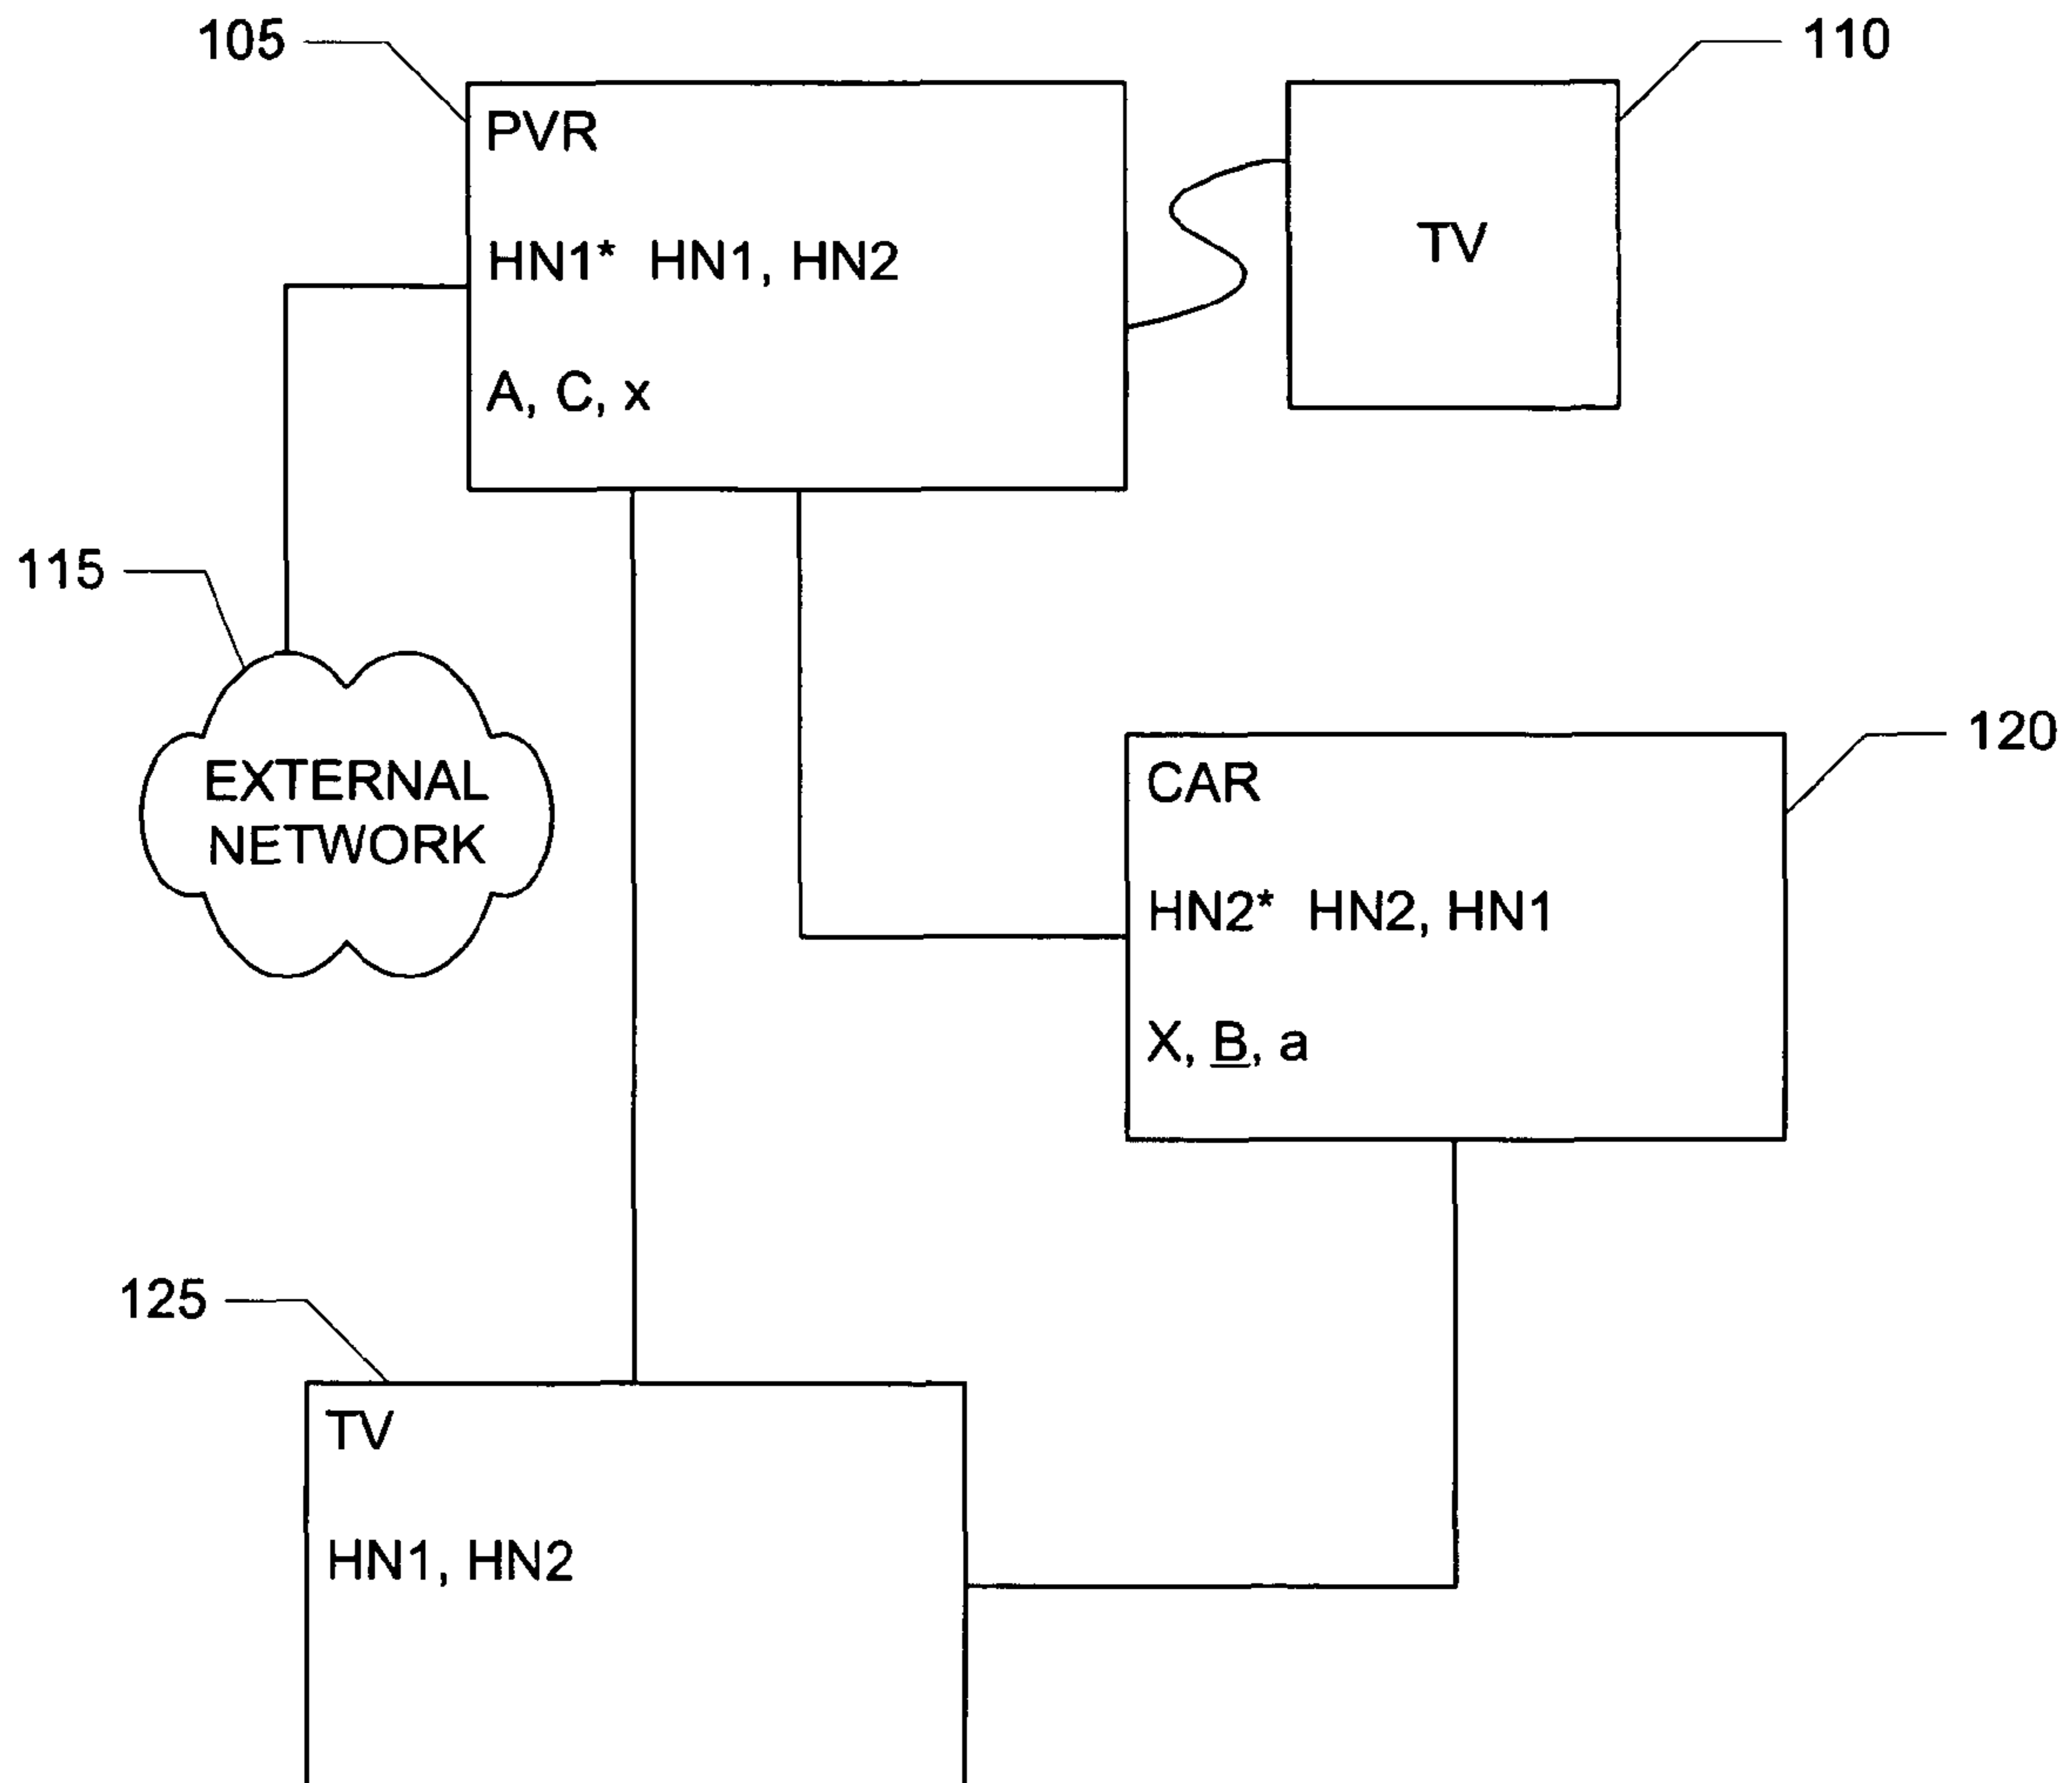 105
110
PVR
HN1* HN1, HN2
A, C, x
TV
115
EXTERNAL
NETWORK
120
CAR
HN2* HN2, HN1
X, B, a
125
TV
HN1, HN2